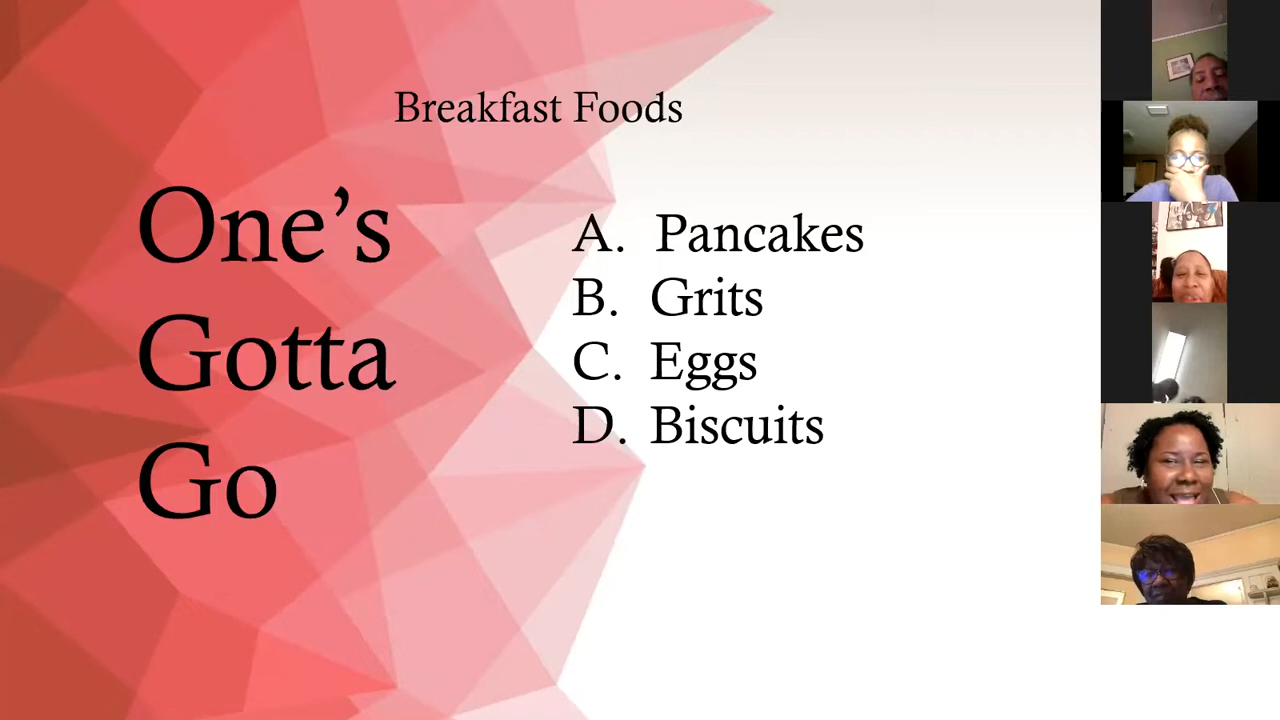 Breakfast Foods
One’s
Gotta
Go
A. Pancakes
B. Grits
C. Eggs
D. Biscuits